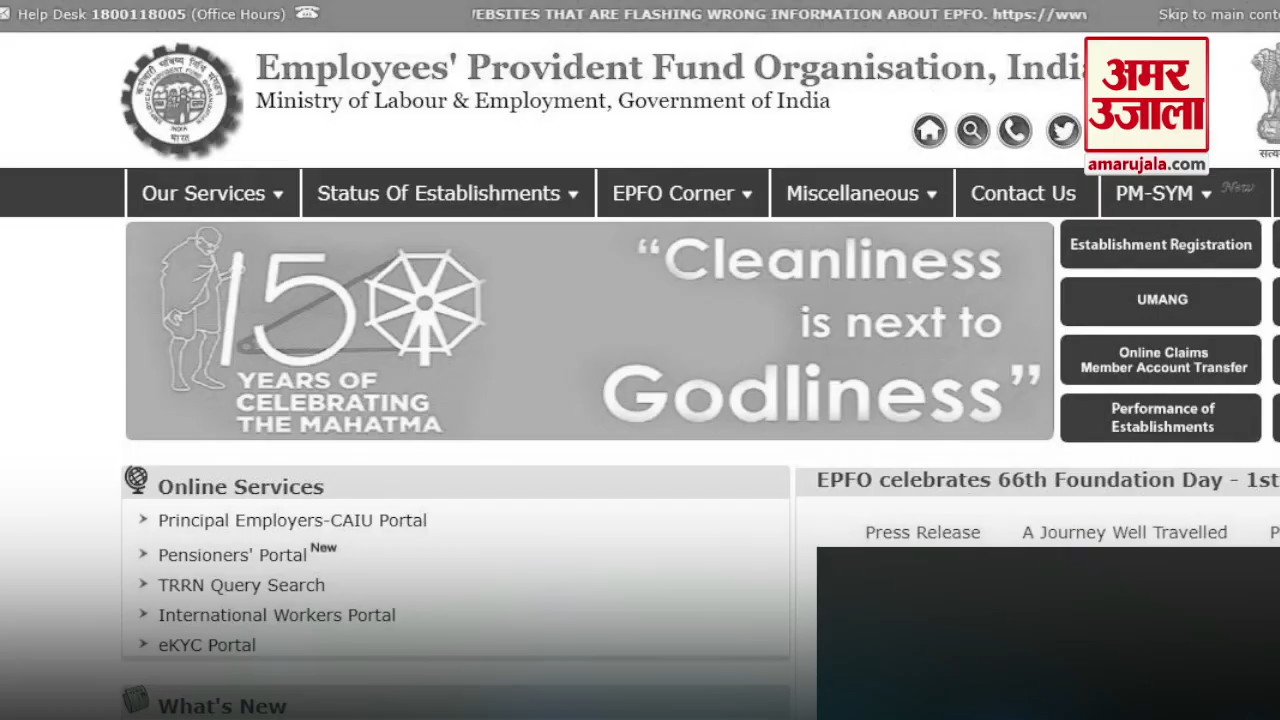 Help Desk 1800118005 (Office Hours)
EBSITES THAT ARE FLASHING WRONG INFORMATION ABOUT EPFO. https://ww
Skip to main cont
Employees' Provident Fund Organisation, Indi
Ministry of Labour & Employment, Government of India
अमर
उजाला
amarujala.com
Our Services
Status Of Establishments
EPFO Corner
Miscellaneous
Contact Us
PM-SYM New
150
YEARS OF
CELEBRATING
THE MAHATMA
“Cleanliness
is next to
Godliness”
Establishment Registration
UMANG
Online Claims
Member Account Transfer
Performance of
Establishments
Online Services
Principal Employers-CAIU Portal
Pensioners' Portal New
TRRN Query Search
International Workers Portal
eKYC Portal
What's New
EPFO celebrates 66th Foundation Day - 1st
Press Release
A Journey Well Travelled
P